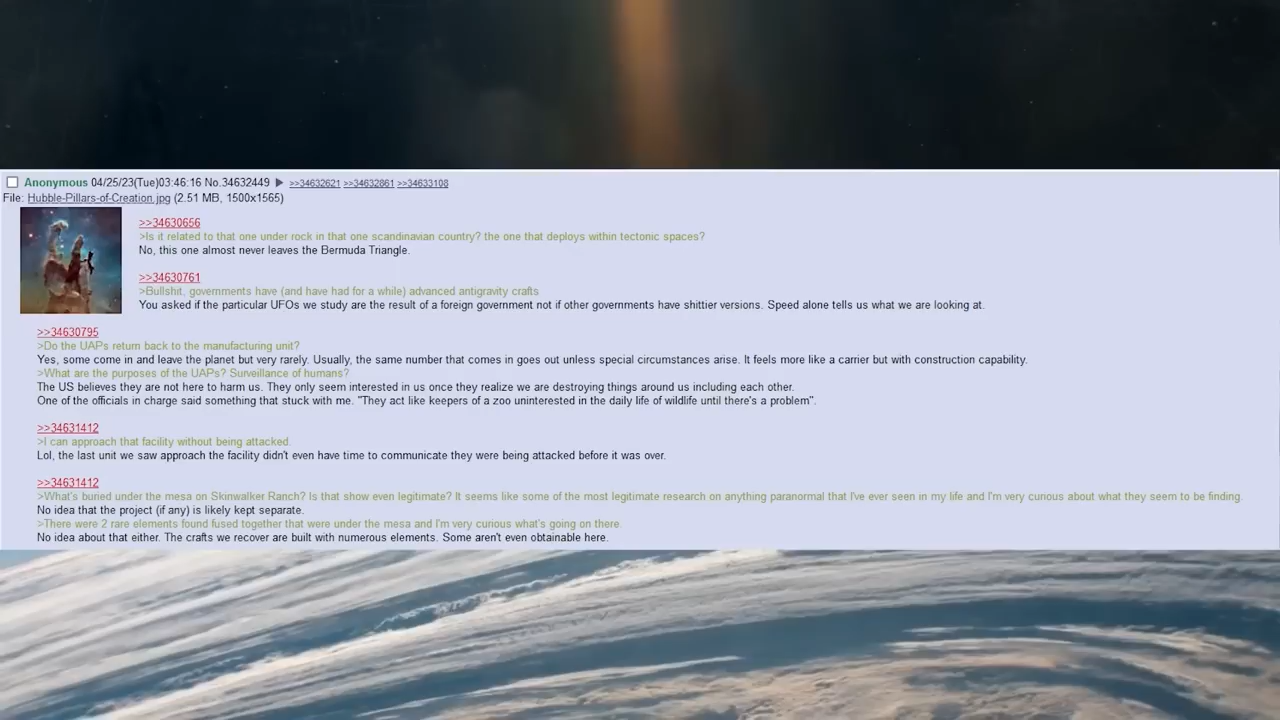 Anonymous 04/25/23(Tue)03:46:16 No.34632449 ▶ >>34632621 >>34632861 >>34633108
File: Hubble-Pillars-of-Creation.jpg (2.51 MB, 1500x1565)
>>34630656
>Is it related to that one under rock in that one scandinavian country? the one that deploys within tectonic spaces?
No, this one almost never leaves the Bermuda Triangle.
>>34630761
>Bullshit, governments have (and have had for a while) advanced antigravity crafts
You asked if the particular UFOs we study are the result of a foreign government not if other governments have shittier versions. Speed alone tells us what we are looking at.
>>34630795
>Do the UAPs return back to the manufacturing unit?
Yes, some come in and leave the planet but very rarely. Usually, the same number that comes in goes out unless special circumstances arise. It feels more like a carrier but with construction capability.
>What are the purposes of the UAPs? Surveillance of humans?
The US believes they are not here to harm us. They only seem interested in us once they realize we are destroying things around us including each other.
One of the officials in charge said something that stuck with me. "They act like keepers of a zoo uninterested in the daily life of wildlife until there's a problem".
>>34631412
>I can approach that facility without being attacked.
Lol, the last unit we saw approach the facility didn't even have time to communicate they were being attacked before it was over.
>>34631412
>What's buried under the mesa on Skinwalker Ranch? Is that show even legitimate? It seems like some of the most legitimate research on anything paranormal that I've ever seen in my life and I'm very curious about what they seem to be finding.
No idea that the project (if any) is likely kept separate.
>There were 2 rare elements found fused together that were under the mesa and I'm very curious what's going on there.
No idea about that either. The crafts we recover are built with numerous elements. Some aren't even obtainable here.